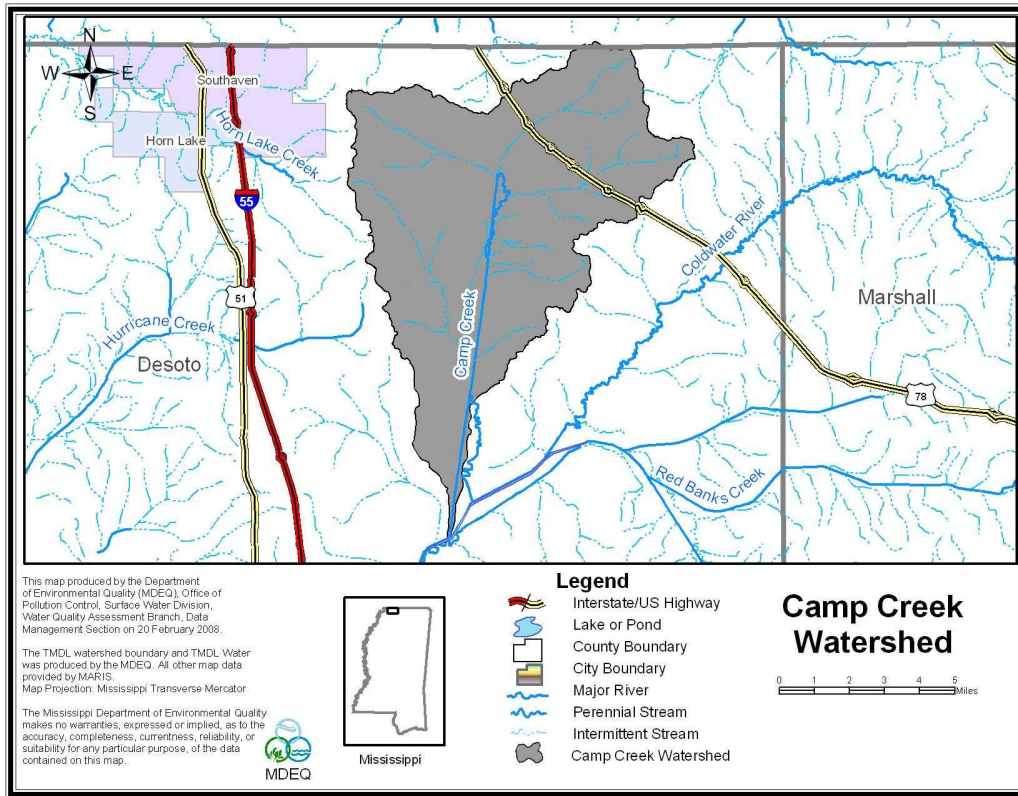 N
W E
S
Southaven
Horn Lake
Horn Lake Creek
55
51
Hurricane Creek
Desoto
Camp Creek
Coldwater River
Marshall
78
Red Banks Creek
This map produced by the Department
of Environmental Quality (MDEQ), Office of
Pollution Control, Surface Water Division,
Water Quality Assessment Branch, Data
Management Section on 20 February 2008.
The TMDL watershed boundary and TMDL Water
was produced by the MDEQ. All other map data
provided by MARIS.
Map Projection: Mississippi Transverse Mercator
The Mississippi Department of Environmental Quality
makes no warranties, expressed or implied, as to the
accuracy, completeness, currentness, reliability, or
suitability for any particular purpose, of the data
contained on this map.
MDEQ
Mississippi
Legend
Interstate/US Highway
Lake or Pond
County Boundary
City Boundary
Major River
Perennial Stream
Intermittent Stream
Camp Creek Watershed
Camp Creek
Watershed
0 1 2 3 4 5
Miles